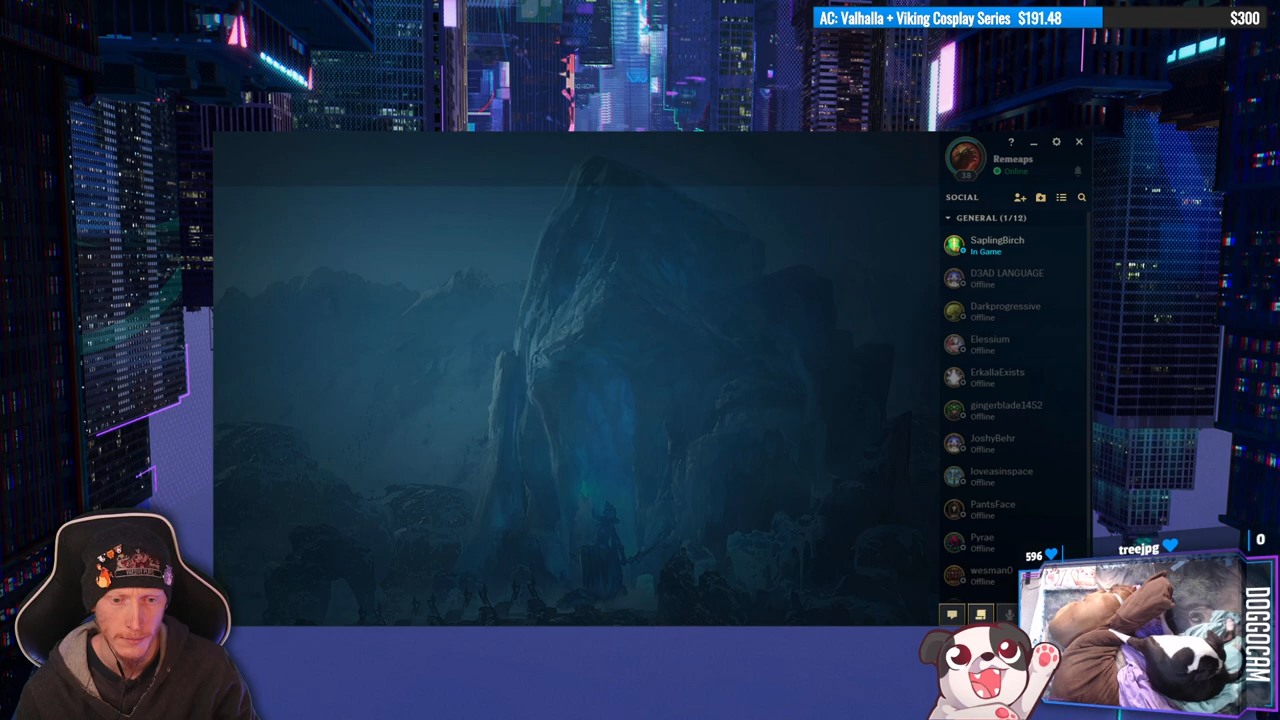 AC: Valhalla + Viking Cosplay Series $191.48 $300
?
Remeaps
38
Online
SOCIAL
GENERAL (1/12)
SaplingBirch
In Game
D3AD LANGUAGE
Offline
Darkprogressive
Offline
Elessium
Offline
ErkallaExists
Offline
gingerblade1452
Offline
JoshyBehr
Offline
loveasinspace
Offline
PantsFace
Offline
Pyrae
Offline
wesman0
Offline
596
treejpg
0
DOGGOCAM